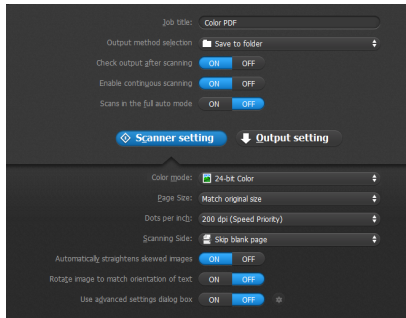 Job title: Color PDF
Output method selection Save to folder
Check output after scanning ON OFF
Enable continuous scanning ON OFF
Scans in the full auto mode ON OFF
Scanner setting Output setting
Color mode: 24-bit Color
Page Size: Match original size
Dots per inch: 200 dpi (Speed Priority)
Scanning Side: Skip blank page
Automatically straightens skewed images ON OFF
Rotate image to match orientation of text ON OFF
Use advanced settings dialog box ON OFF